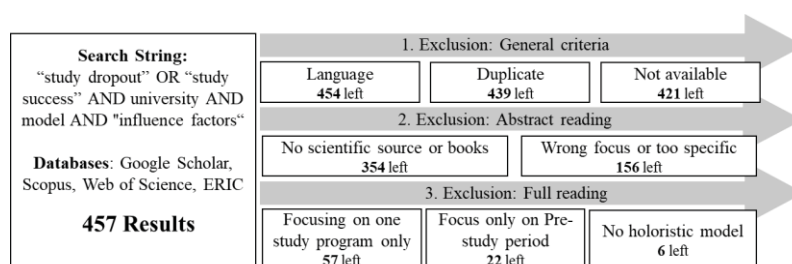 Search String:
“study dropout” OR “study
success” AND university AND
model AND "influence factors“
Databases: Google Scholar,
Scopus, Web of Science, ERIC
457 Results
1. Exclusion: General criteria
Language
454 left
Duplicate
439 left
Not available
421 left
2. Exclusion: Abstract reading
No scientific source or books
354 left
Wrong focus or too specific
156 left
3. Exclusion: Full reading
Focusing on one
study program only
57 left
Focus only on Pre-
study period
22 left
No holoristic model
6 left